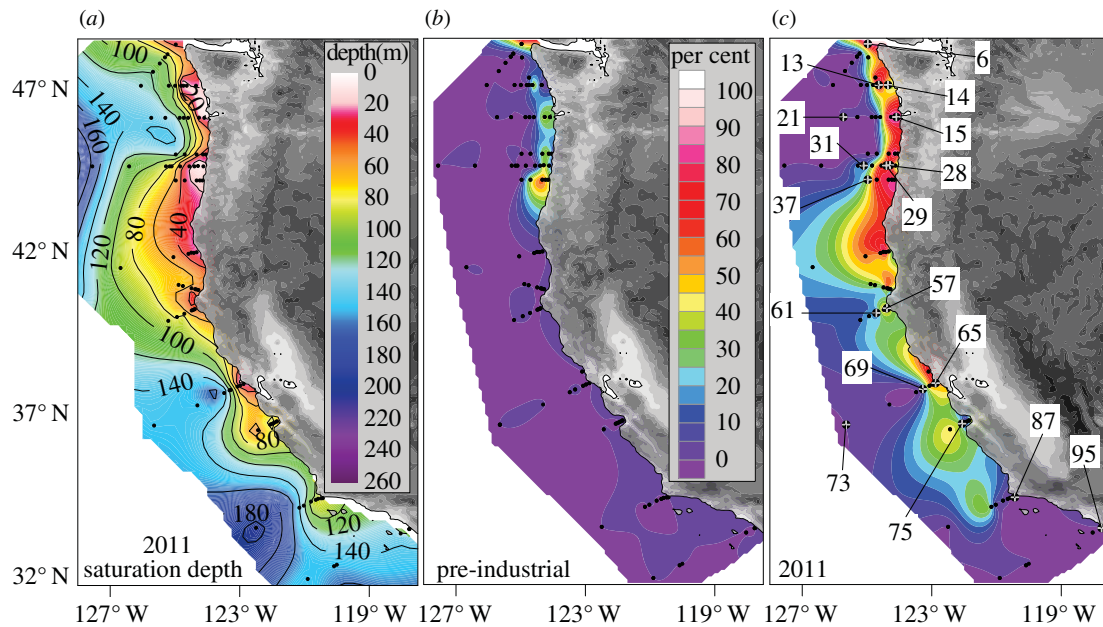 (a)
(b)
(c)
47° N
42° N
37° N
32° N
depth(m)
0
20
40
60
80
100
120
140
160
180
200
220
240
260
100
20
140
160
120
80
40
100
140
80
180
120
140
2011
saturation depth
127° W
123° W
119° W
per cent
100
90
80
70
60
50
40
30
20
10
0
pre-industrial
127° W
123° W
119° W
6
13
14
21
15
31
28
37
29
57
61
65
69
87
95
73
75
2011
127° W
123° W
119° W